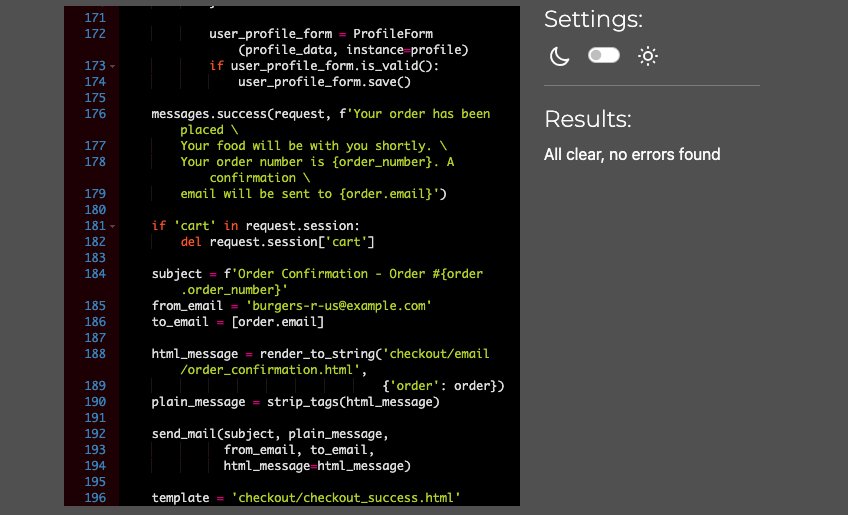 171
172 user_profile_form = ProfileForm
(profile_data, instance=profile)
173 if user_profile_form.is_valid():
174 user_profile_form.save()
175
176 messages.success(request, f'Your order has been
placed \
177 Your food will be with you shortly. \
178 Your order number is {order_number}. A
confirmation \
179 email will be sent to {order.email}')
180
181 if 'cart' in request.session:
182 del request.session['cart']
183
184 subject = f'Order Confirmation - Order #{order
.order_number}'
185 from_email = 'burgers-r-us@example.com'
186 to_email = [order.email]
187
188 html_message = render_to_string('checkout/email
/order_confirmation.html',
189 {'order': order})
190 plain_message = strip_tags(html_message)
191
192 send_mail(subject, plain_message,
193 from_email, to_email,
194 html_message=html_message)
195
196 template = 'checkout/checkout_success.html'
Settings:
Results:
All clear, no errors found